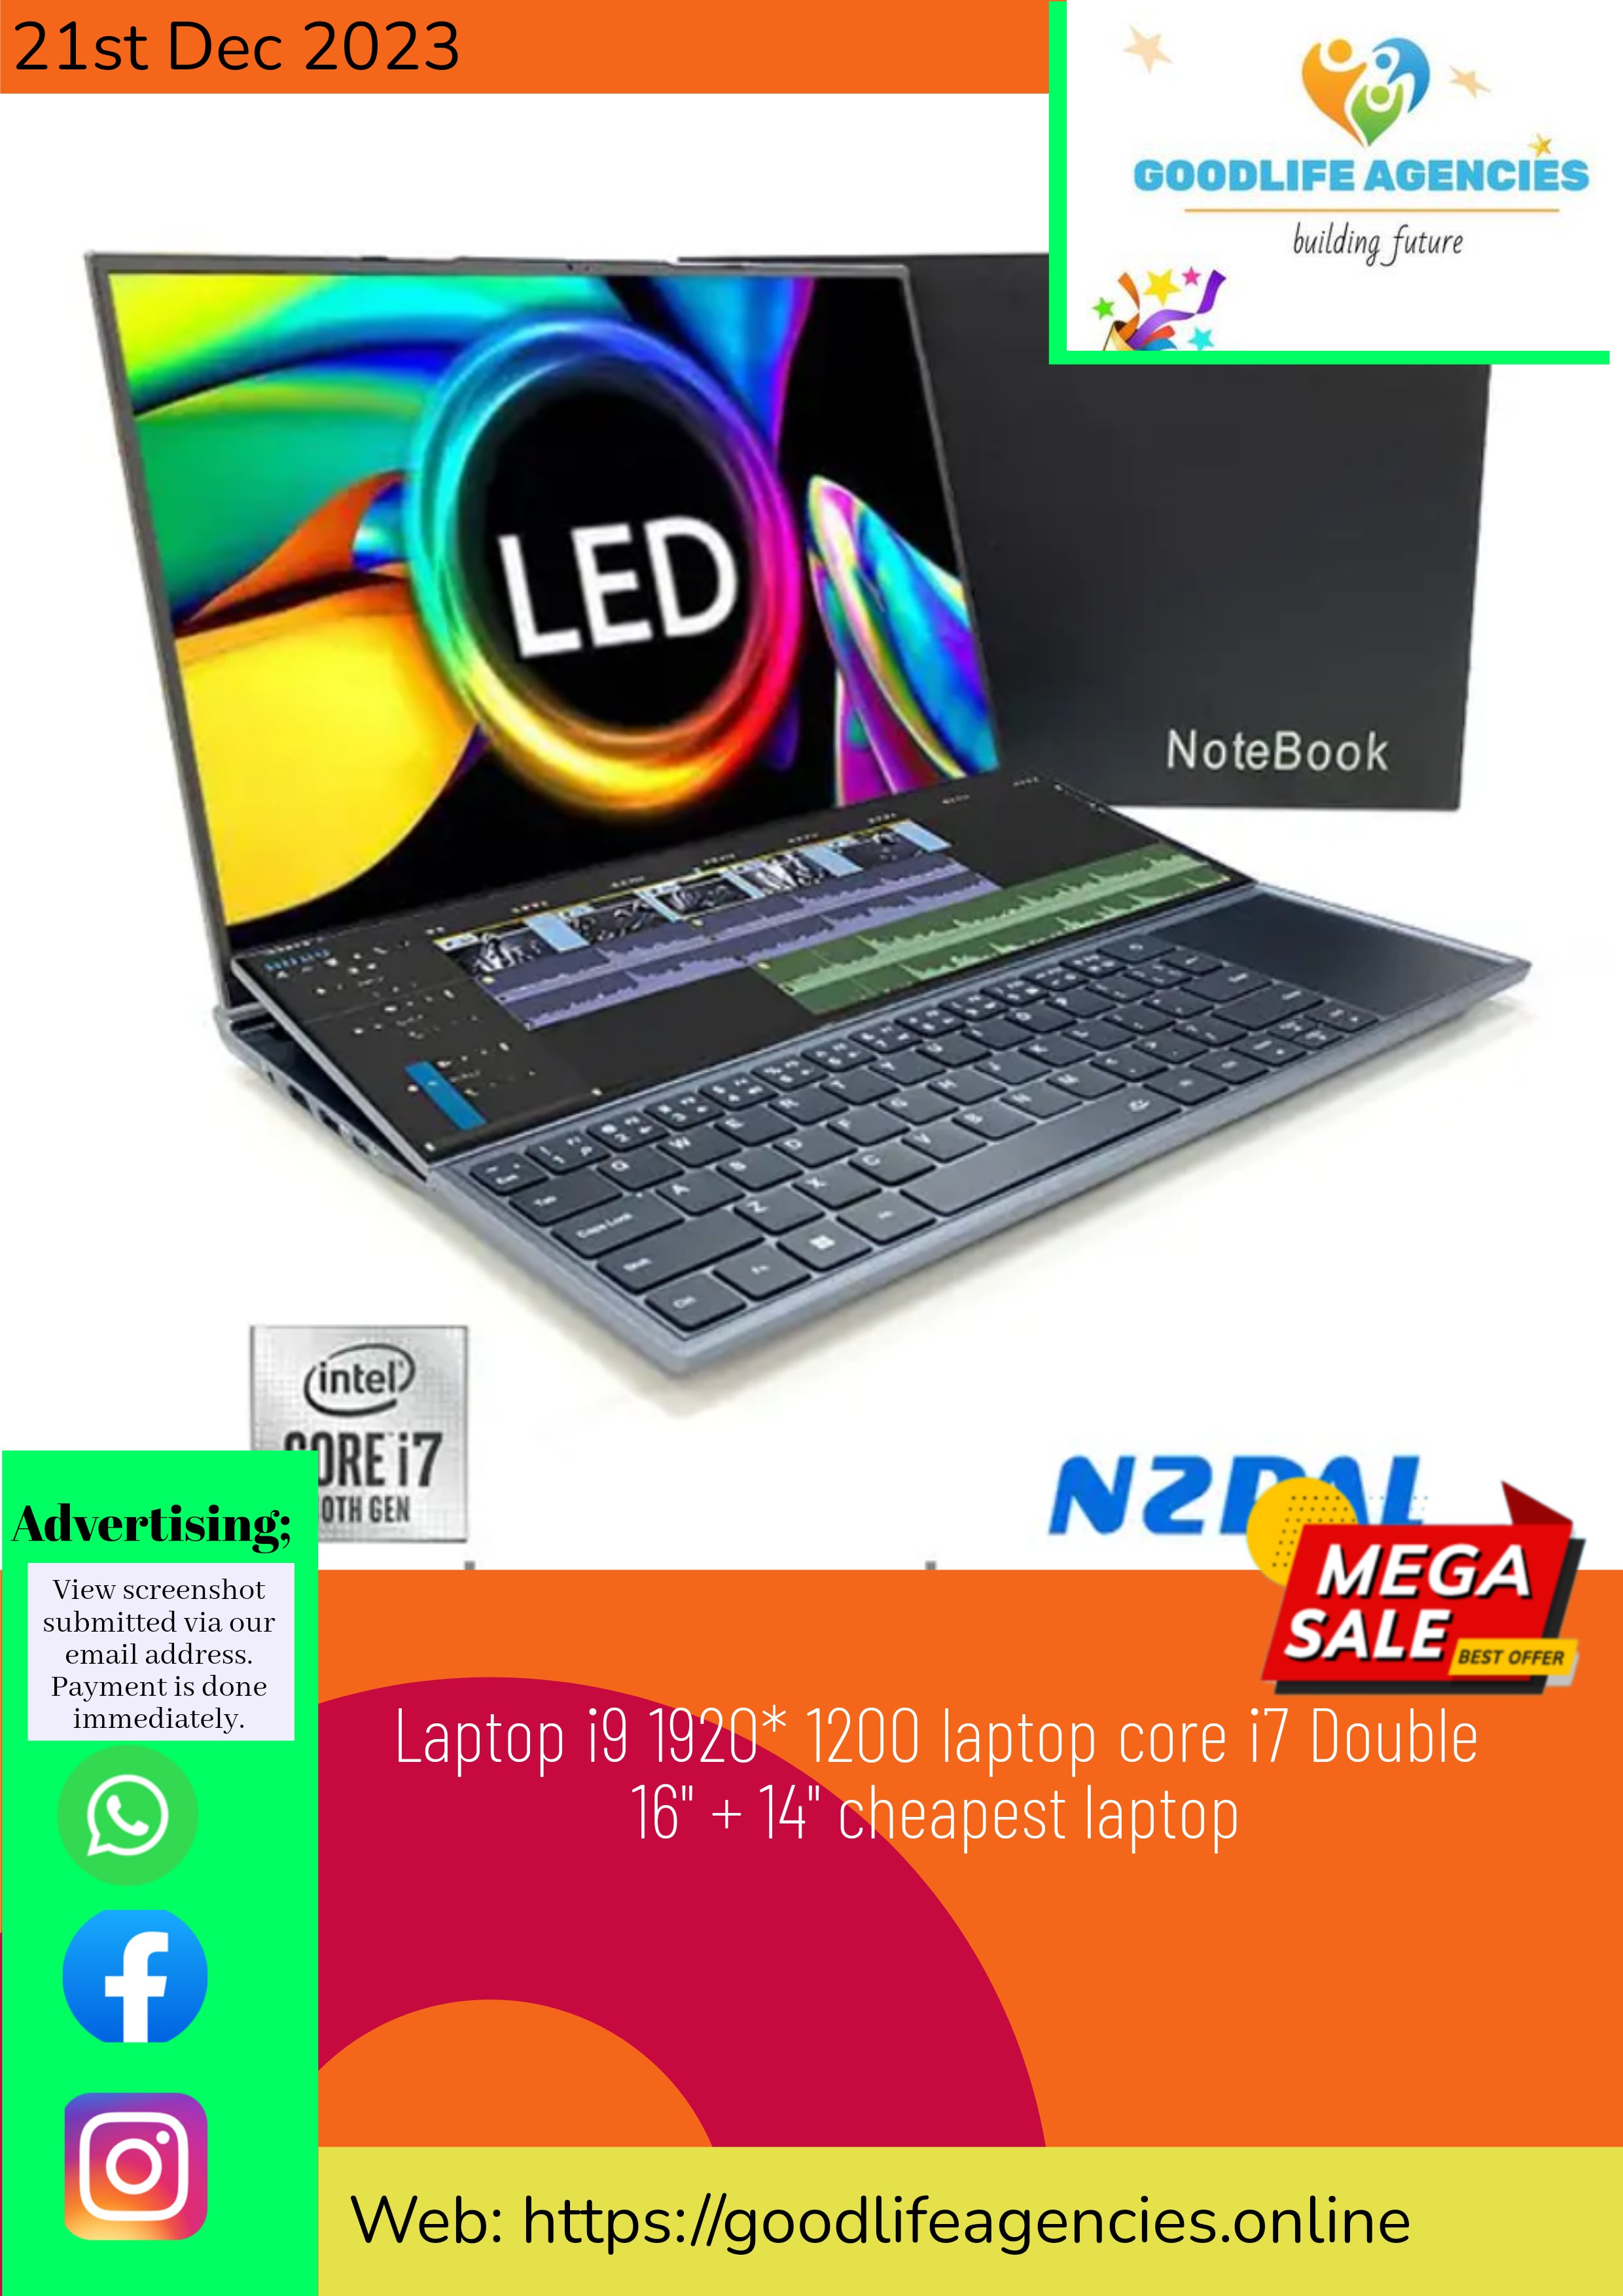 21st Dec 2023
GOODLIFE AGENCIES
building future
LED
NoteBook
intel
CORE i7
0TH GEN
N2PAL
MEGA
SALE
BEST OFFER
Advertising;
View screenshot
submitted via our
email address.
Payment is done
immediately.
Laptop i9 1920* 1200 laptop core i7 Double
16" + 14" cheapest laptop
Web: https://goodlifeagencies.online